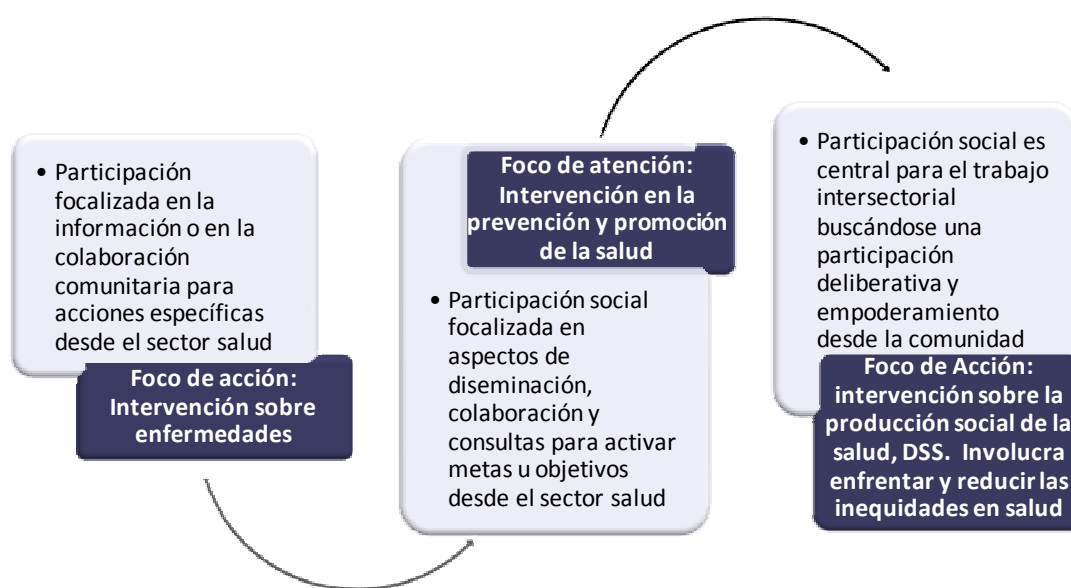 • Participación
focalizada en la
información o en la
colaboración
comunitaria para
acciones específicas
desde el sector salud
Foco de acción:
Intervención sobre
enfermedades
Foco de atención:
Intervención en la
prevención y promoción
de la salud
• Participación social
focalizada en
aspectos de
diseminación,
colaboración y
consultas para activar
metas u objetivos
desde el sector salud
• Participación social es
central para el trabajo
intersectorial
buscándose una
participación
deliberativa y
empoderamiento
desde la comunidad
Foco de Acción:
intervención sobre la
producción social de la
salud, DSS. Involucra
enfrentar y reducir las
inequidades en salud